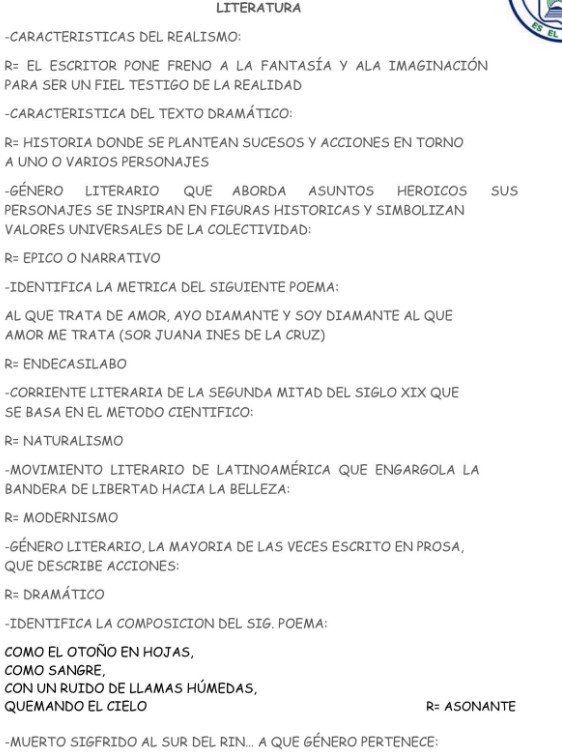 LITERATURA
ES EL
-CARACTERISTICAS DEL REALISMO:
R= EL ESCRITOR PONE FRENO A LA FANTASÍA Y ALA IMAGINACIÓN
PARA SER UN FIEL TESTIGO DE LA REALIDAD
-CARACTERISTICA DEL TEXTO DRAMÁTICO:
R= HISTORIA DONDE SE PLANTEAN SUCESOS Y ACCIONES EN TORNO
A UNO O VARIOS PERSONAJES
-GÉNERO LITERARIO QUE ABORDA ASUNTOS HEROICOS SUS
PERSONAJES SE INSPIRAN EN FIGURAS HISTORICAS Y SIMBOLIZAN
VALORES UNIVERSALES DE LA COLECTIVIDAD:
R= EPICO O NARRATIVO
-IDENTIFICA LA METRICA DEL SIGUIENTE POEMA:
AL QUE TRATA DE AMOR, AYO DIAMANTE Y SOY DIAMANTE AL QUE
AMOR ME TRATA (SOR JUANA INES DE LA CRUZ)
R= ENDECASILABO
-CORRIENTE LITERARIA DE LA SEGUNDA MITAD DEL SIGLO XIX QUE
SE BASA EN EL METODO CIENTIFICO:
R= NATURALISMO
-MOVIMIENTO LITERARIO DE LATINOAMÉRICA QUE ENGARGOLA LA
BANDERA DE LIBERTAD HACIA LA BELLEZA:
R= MODERNISMO
-GÉNERO LITERARIO, LA MAYORIA DE LAS VECES ESCRITO EN PROSA,
QUE DESCRIBE ACCIONES:
R= DRAMÁTICO
-IDENTIFICA LA COMPOSICION DEL SIG. POEMA:
COMO EL OTOÑO EN HOJAS,
COMO SANGRE,
CON UN RUIDO DE LLAMAS HÚMEDAS,
QUEMANDO EL CIELO R= ASONANTE
-MUERTO SIGFRIDO AL SUR DEL RIN... A QUE GÉNERO PERTENECE: